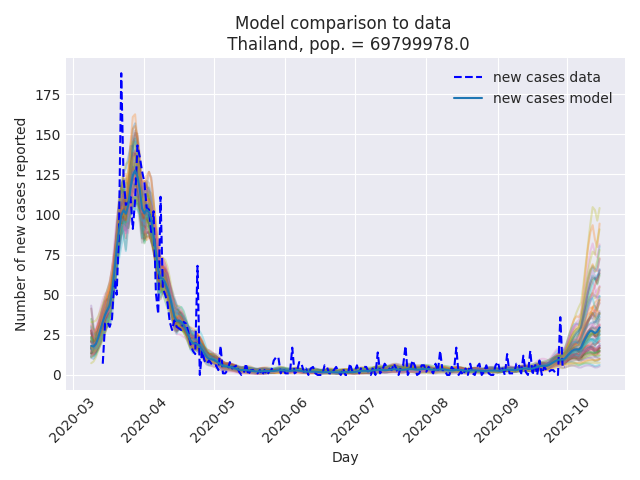 Model comparison to data
Thailand, pop. = 69799978.0
new cases data
new cases model
Number of new cases reported
175
150
125
100
75
50
25
0
2020-03
2020-04
2020-05
2020-06
2020-07
2020-08
2020-09
2020-10
Day